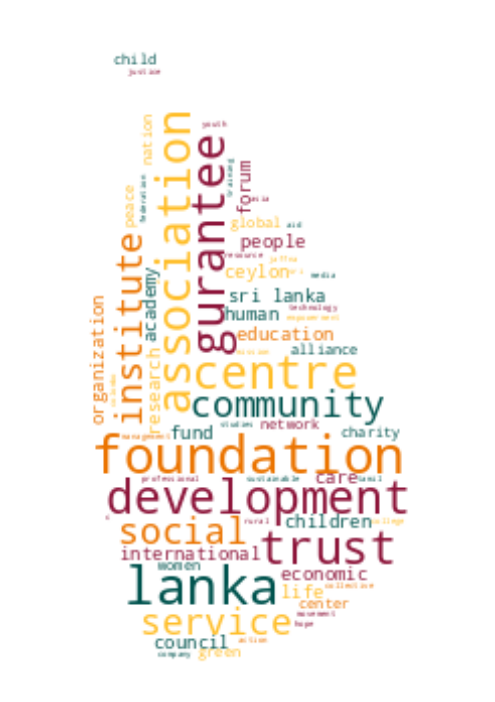 child
justice
nation
association
youth
gurantee
training
forum
asia
peace
federation
global
aid
people
resource
jaffna
institute
academy
ceylon
media
sri lanka
technology
human
empowerment
organization
education
alliance
research
centre
community
studies
network
management
fund
charity
foundation
professional
sustainable
care
tamil
development
rural
children
college
social
international
trust
women
economic
lanka
life
collective
center
movement
service
hope
council
action
company
green